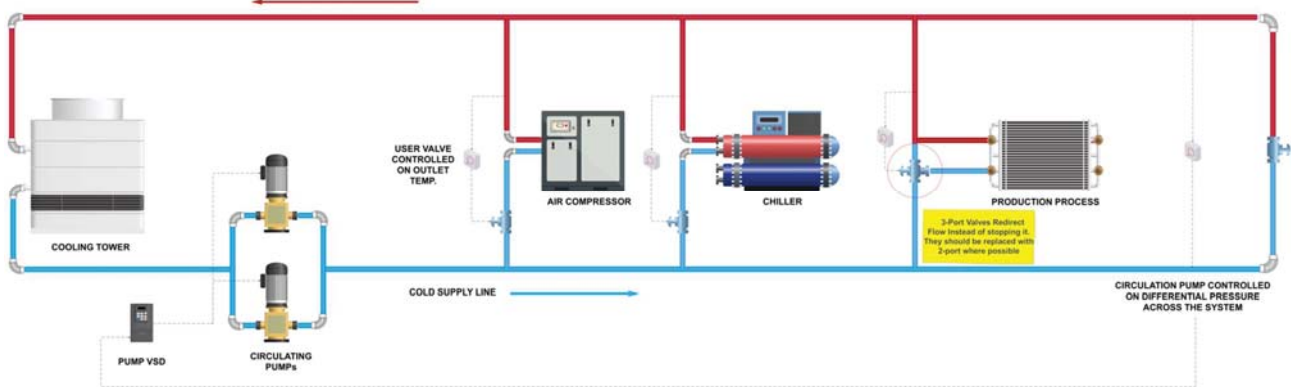 USER VALVE
CONTROLLED
ON OUTLET
TEMP.
AIR COMPRESSOR
CHILLER
PRODUCTION PROCESS
3-Port Valves Redirect
Flow Instead of stopping it.
They should be replaced with
2-port where possible
COOLING TOWER
COLD SUPPLY LINE
CIRCULATION PUMP CONTROLLED
ON DIFFERENTIAL PRESSURE
ACROSS THE SYSTEM
PUMP VSD
CIRCULATING
PUMPs